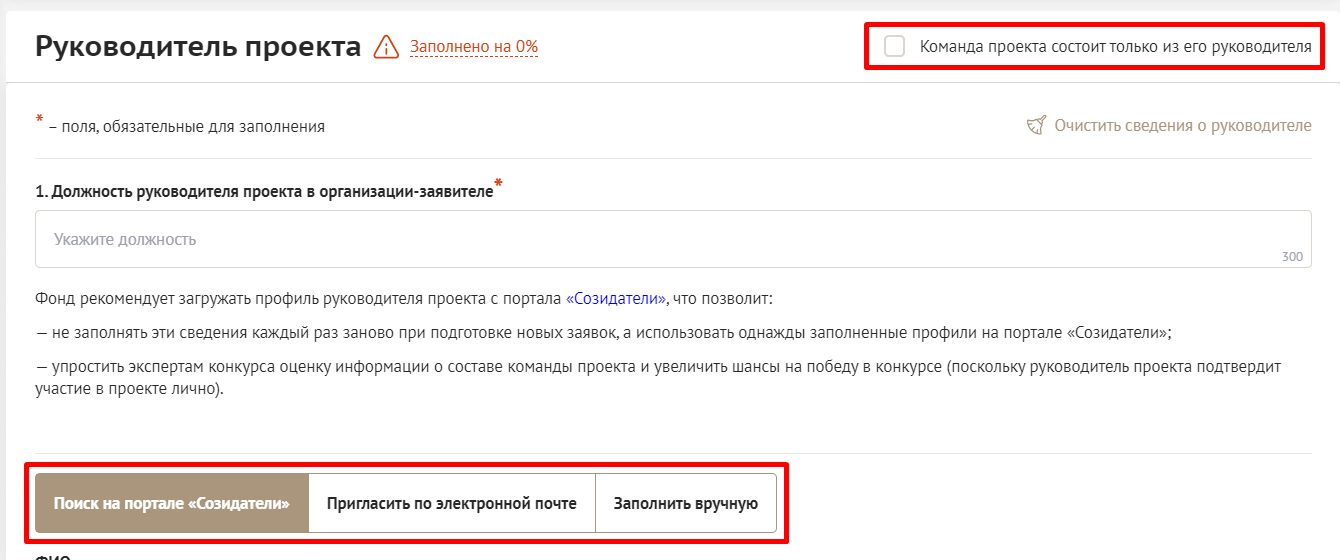 Руководитель проекта Заполнено на 0% Команда проекта состоит только из его руководителя
* – поля, обязательные для заполнения Очистить сведения о руководителе
1. Должность руководителя проекта в организации-заявителе*
Укажите должность
300
Фонд рекомендует загружать профиль руководителя проекта с портала «Созидатели», что позволит:
— не заполнять эти сведения каждый раз заново при подготовке новых заявок, а использовать однажды заполненные профили на портале «Созидатели»;
— упростить экспертам конкурса оценку информации о составе команды проекта и увеличить шансы на победу в конкурсе (поскольку руководитель проекта подтвердит
участие в проекте лично).
Поиск на портале «Созидатели» Пригласить по электронной почте Заполнить вручную
ФИО